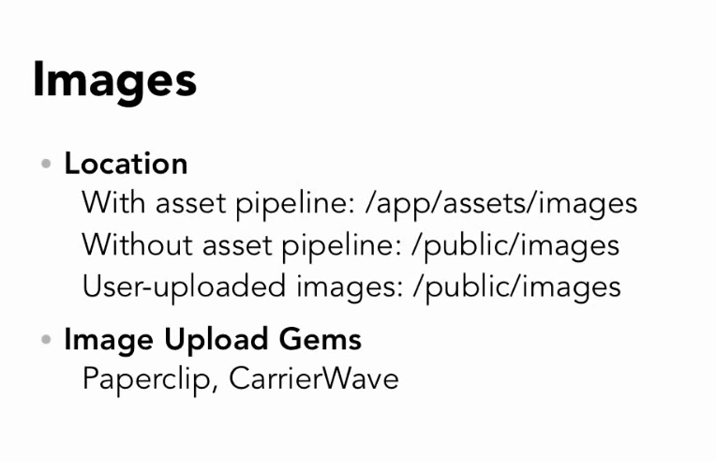 Images
Location
With asset pipeline: /app/assets/images
Without asset pipeline: /public/images
User-uploaded images: /public/images
Image Upload Gems
Paperclip, CarrierWave